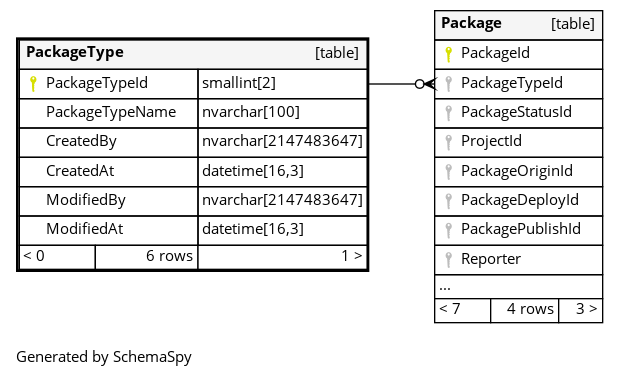 PackageType [table]
PackageTypeId smallint[2]
PackageTypeName nvarchar[100]
CreatedBy nvarchar[2147483647]
CreatedAt datetime[16,3]
ModifiedBy nvarchar[2147483647]
ModifiedAt datetime[16,3]
< 0 6 rows 1 >
Package [table]
PackageId
PackageTypeId
PackageStatusId
ProjectId
PackageOriginId
PackageDeployId
PackagePublishId
Reporter
...
< 7 4 rows 3 >
Generated by SchemaSpy